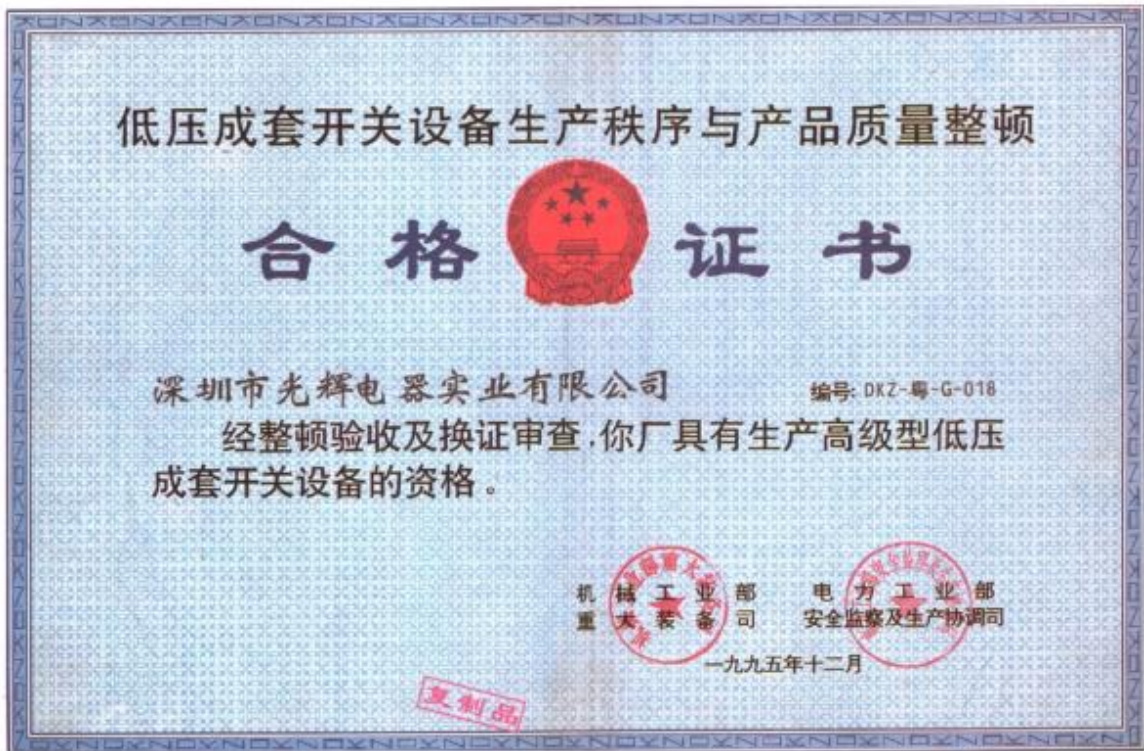 低压成套开关设备生产秩序与产品质量整顿
合格证书
深圳市光辉电器实业有限公司
编号: DKZ-粤-G-018
经整顿验收及换证审查,你厂具有生产高级型低压
成套开关设备的资格。
机械工业部
重大装备司
电力工业部
安全监察及生产协调司
一九九五年十二月
复制品